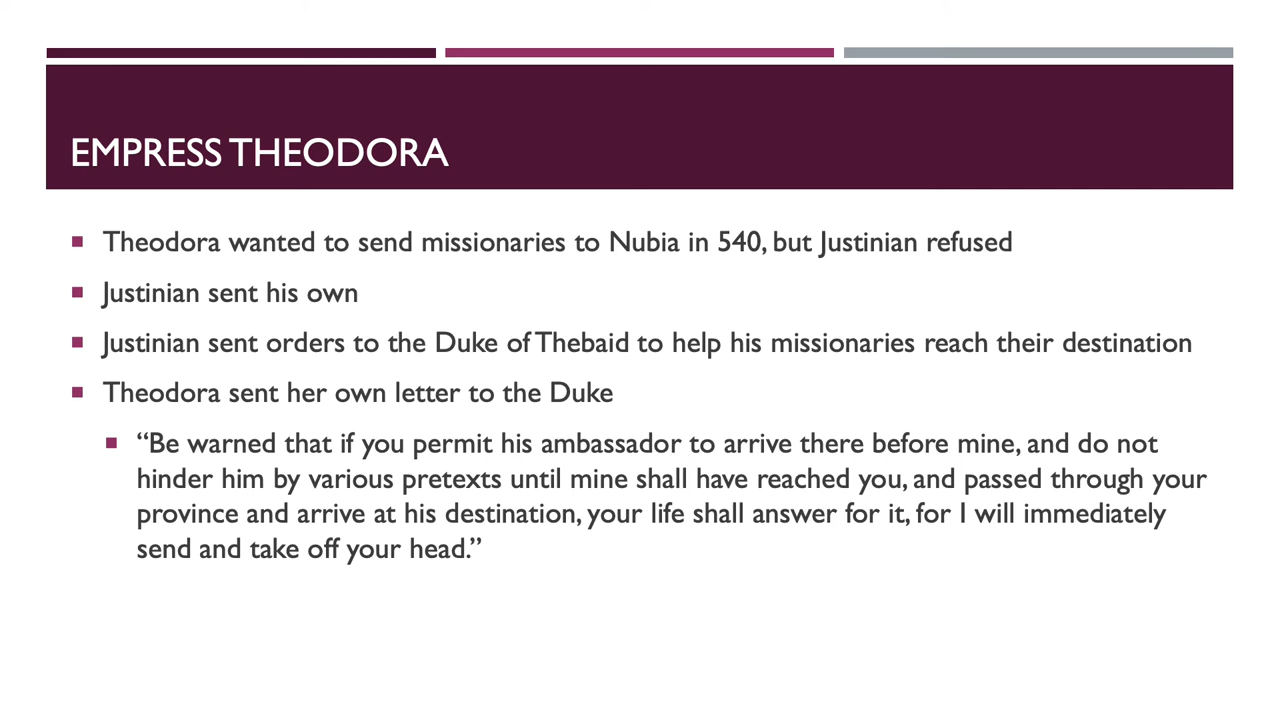 EMPRESS THEODORA
Theodora wanted to send missionaries to Nubia in 540, but Justinian refused
Justinian sent his own
Justinian sent orders to the Duke of Thebaid to help his missionaries reach their destination
Theodora sent her own letter to the Duke
“Be warned that if you permit his ambassador to arrive there before mine, and do not
hinder him by various pretexts until mine shall have reached you, and passed through your
province and arrive at his destination, your life shall answer for it, for I will immediately
send and take off your head.”